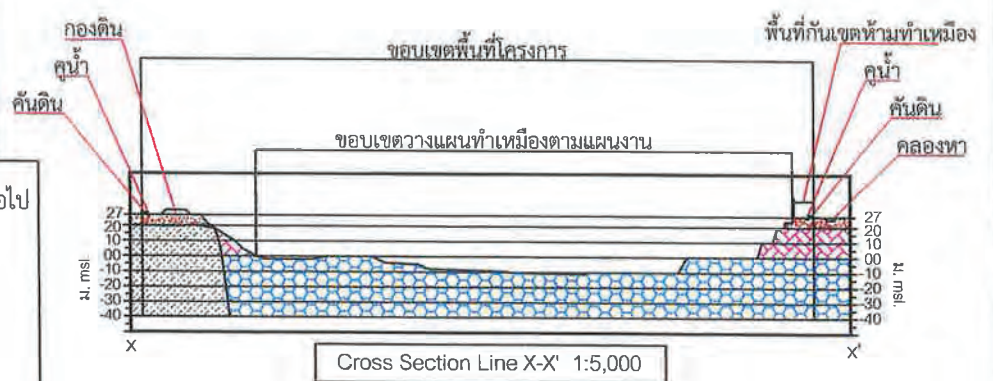 กองดิน
คูน้ำ
คันดิน
ขอบเขตพื้นที่โครงการ
พื้นที่กันเขตห้ามทำเหมือง
คูน้ำ
คันดิน
คลองหา
ขอบเขตวางแผนทำเหมืองตามแผนงาน
อไป
27
20
10
00
-10
-20
-30
-40
ม. msl.
27
20
10
00
-10
-20
-30
-40
ม. msl.
X
X'
Cross Section Line X-X' 1:5,000